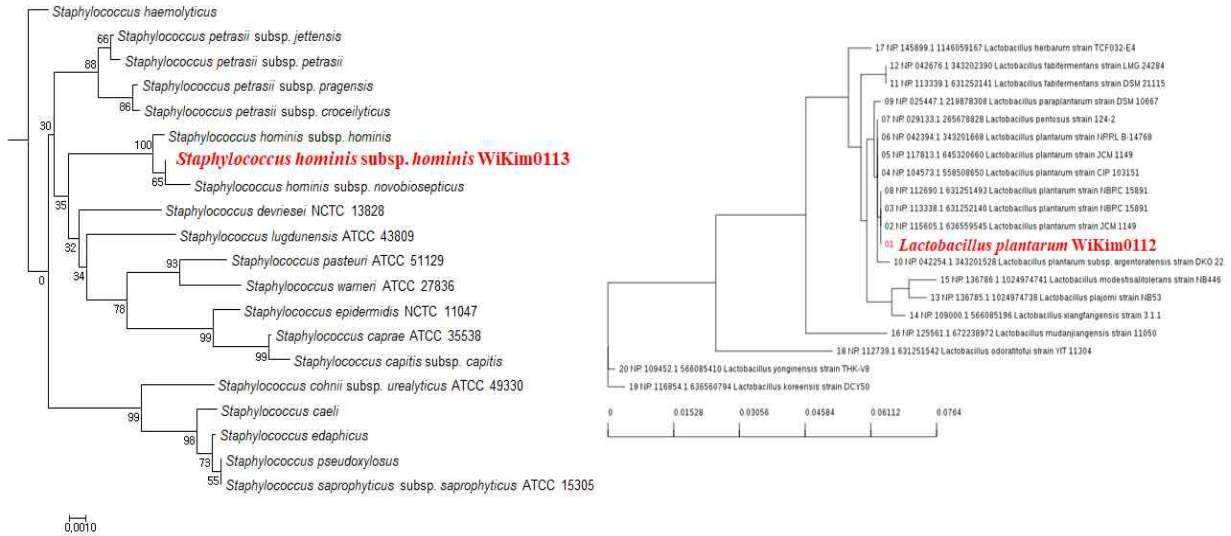 Staphylococcus haemolyticus
Staphylococcus petrasii subsp. jettensis
66
Staphylococcus petrasii subsp. petrasii
88
Staphylococcus petrasii subsp. pragensis
86
Staphylococcus petrasii subsp. croceilyticus
30
Staphylococcus hominis subsp. hominis
100
Staphylococcus hominis subsp. hominis WiKim0113
65
Staphylococcus hominis subsp. novobiosepticus
35
Staphylococcus devriesei NCTC 13828
32
Staphylococcus lugdunensis ATCC 43809
34
Staphylococcus pasteuri ATCC 51129
93
Staphylococcus warneri ATCC 27836
78
Staphylococcus epidermidis NCTC 11047
99
Staphylococcus caprae ATCC 35538
99
Staphylococcus capitis subsp. capitis
0
Staphylococcus cohnii subsp. urealyticus ATCC 49330
99
Staphylococcus caeli
98
Staphylococcus edaphicus
73
Staphylococcus pseudoxylosus
55
Staphylococcus saprophyticus subsp. saprophyticus ATCC 15305
0,0010
17 NR 145899.1 1146059167 Lactobacillus herbarum strain TCF032-E4
12 NR 042676.1 343202390 Lactobacillus fabifermentans strain LMG 24284
11 NR 113339.1 631252141 Lactobacillus fabifermentans strain DSM 21115
09 NR 025447.1 219878308 Lactobacillus paraplantarum strain DSM 10667
07 NR 029133.1 265678828 Lactobacillus pentosus strain 124-2
06 NR 042394.1 343201668 Lactobacillus plantarum strain NRRL B-14768
05 NR 117813.1 645320660 Lactobacillus plantarum strain JCM 1149
04 NR 104573.1 558508650 Lactobacillus plantarum strain CIP 103151
08 NR 112690.1 631251493 Lactobacillus plantarum strain NBRC 15891
03 NR 113338.1 631252140 Lactobacillus plantarum strain NBRC 15891
02 NR 115605.1 636559545 Lactobacillus plantarum strain JCM 1149
01 Lactobacillus plantarum WiKim0112
10 NR 042254.1 343201528 Lactobacillus plantarum subsp. argentoratensis strain DKO 22
15 NR 136786.1 1024974741 Lactobacillus modestisalitolerans strain NB446
13 NR 136785.1 1024974738 Lactobacillus plajomi strain NB53
14 NR 109000.1 566085196 Lactobacillus xiangfangensis strain 3.1.1
16 NR 125561.1 672238972 Lactobacillus mudanjiangensis strain 11050
18 NR 112739.1 631251542 Lactobacillus odoratitofui strain YIT 11304
20 NR 109452.1 566085410 Lactobacillus yonginensis strain THK-V8
19 NR 116854.1 636560794 Lactobacillus koreensis strain DCY50
0 0.01528 0.03056 0.04584 0.06112 0.0764